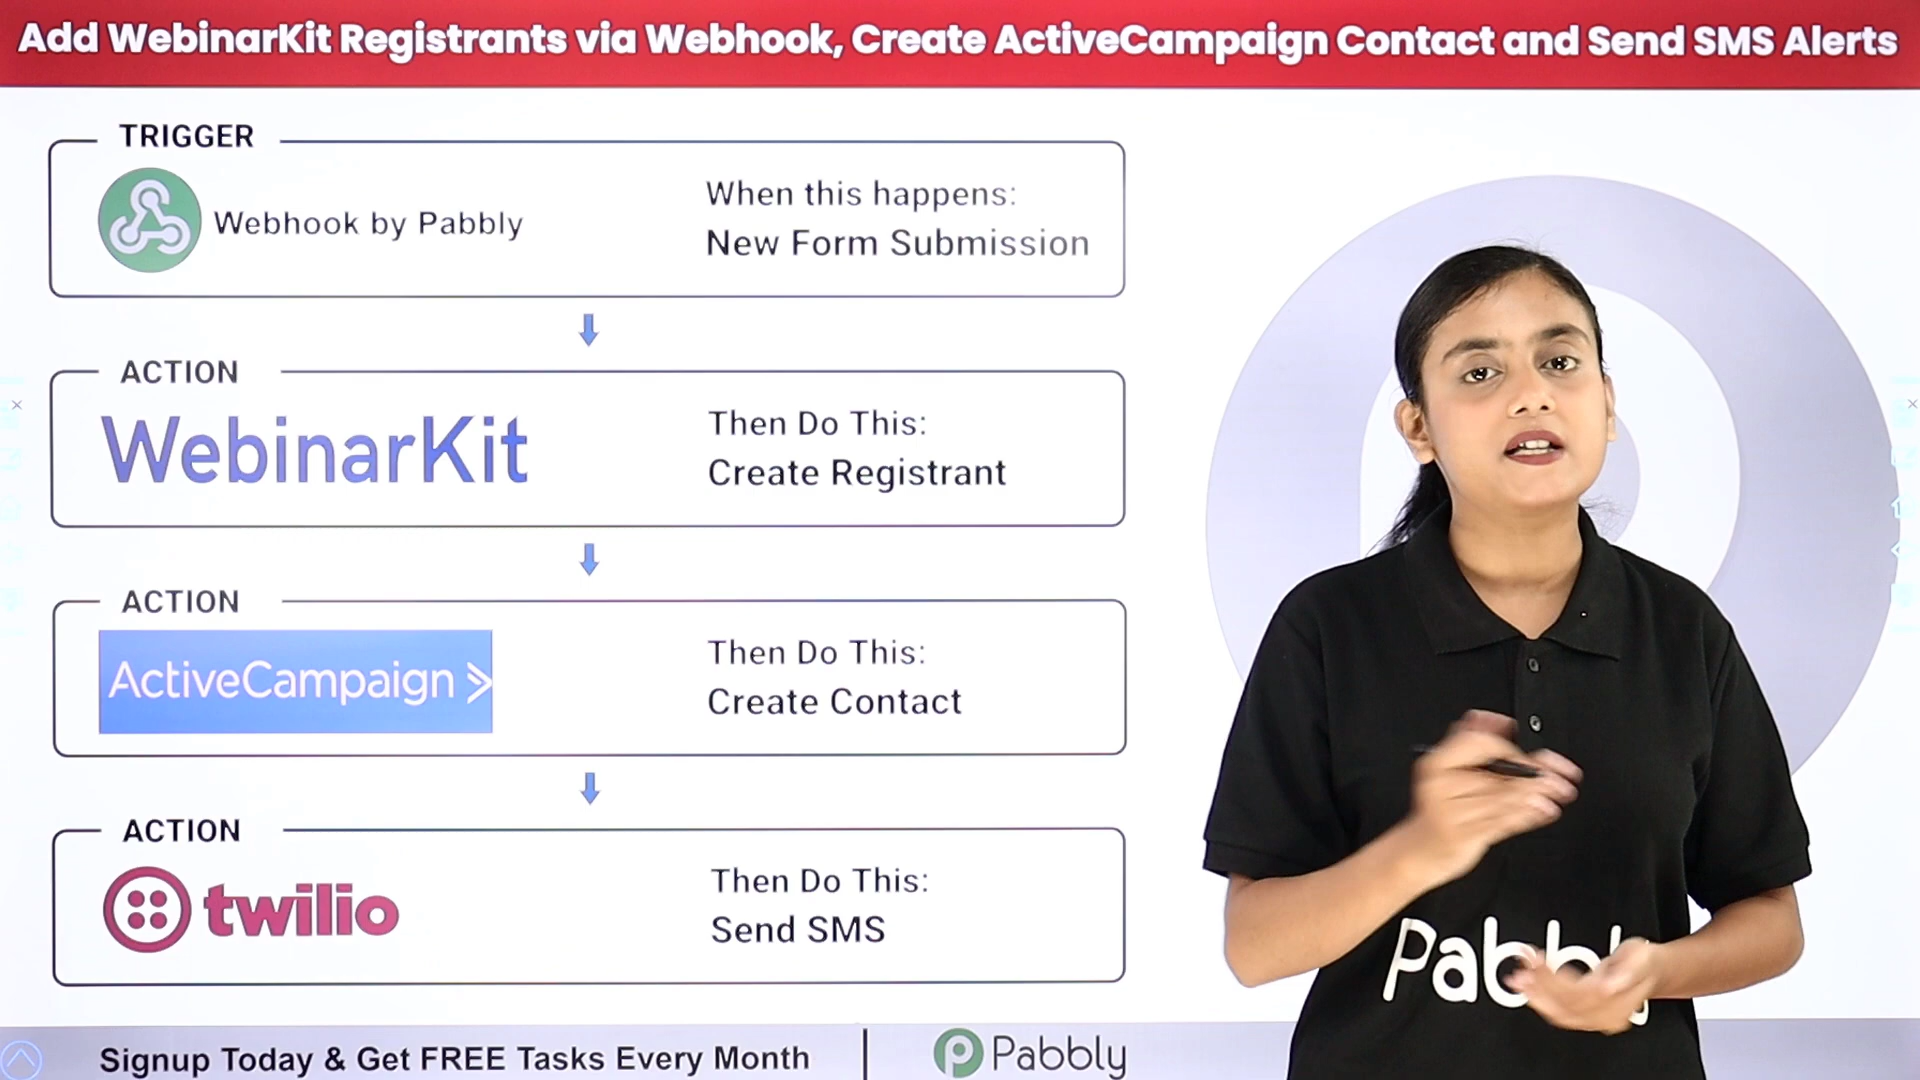 Add WebinarKit Registrants via Webhook, Create ActiveCampaign Contact and Send SMS Alerts
TRIGGER
Webhook by Pabbly
When this happens:
New Form Submission
ACTION
WebinarKit
Then Do This:
Create Registrant
ACTION
ActiveCampaign
Then Do This:
Create Contact
ACTION
twilio
Then Do This:
Send SMS
Signup Today & Get FREE Tasks Every Month
Pabbly
Pabbly